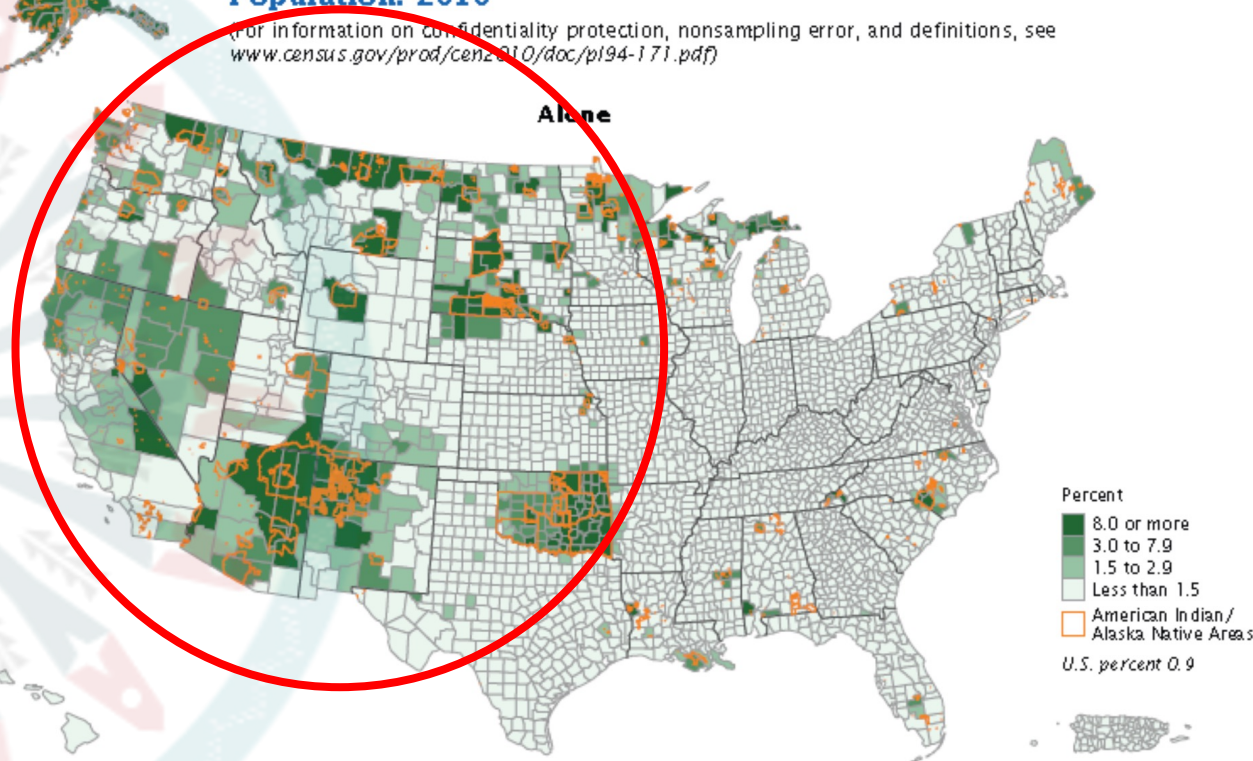 Population: 2010
(For information on confidentiality protection, nonsampling error, and definitions, see
www.census.gov/prod/cen2010/doc/pl94-171.pdf)
Alone
Percent
8.0 or more
3.0 to 7.9
1.5 to 2.9
Less than 1.5
American Indian/
Alaska Native Areas
U.S. percent 0.9